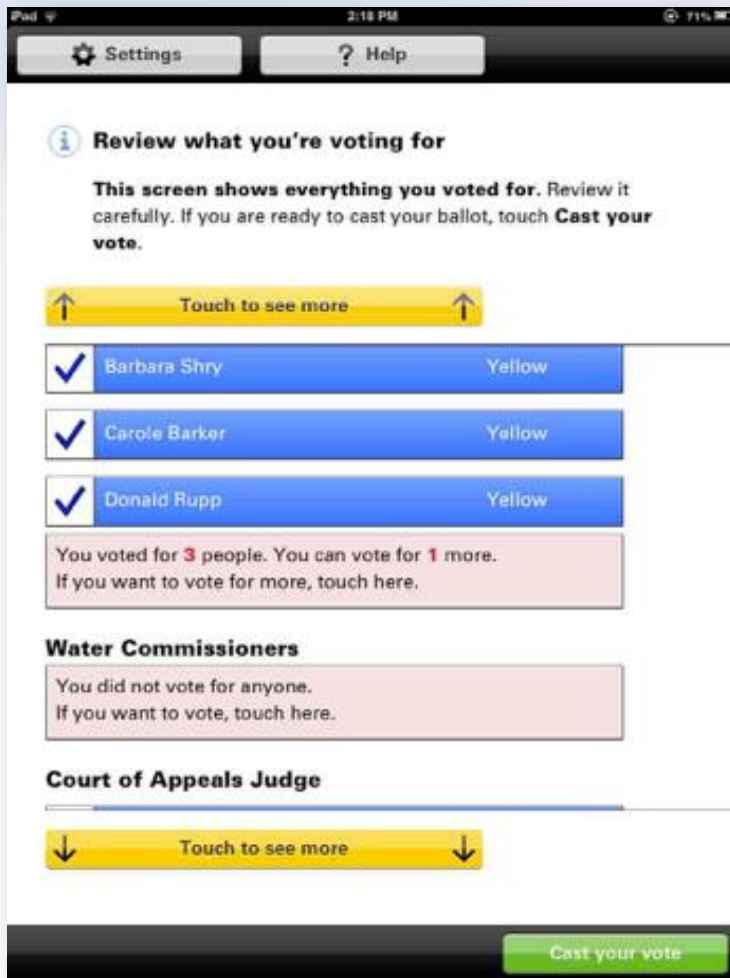 iPad 2:18 PM 71%
Settings ? Help
Review what you're voting for
This screen shows everything you voted for. Review it
carefully. If you are ready to cast your ballot, touch Cast your
vote.
Touch to see more
Barbara Shry Yellow
Carole Barker Yellow
Donald Rupp Yellow
You voted for 3 people. You can vote for 1 more.
If you want to vote for more, touch here.
Water Commissioners
You did not vote for anyone.
If you want to vote, touch here.
Court of Appeals Judge
Touch to see more
Cast your vote